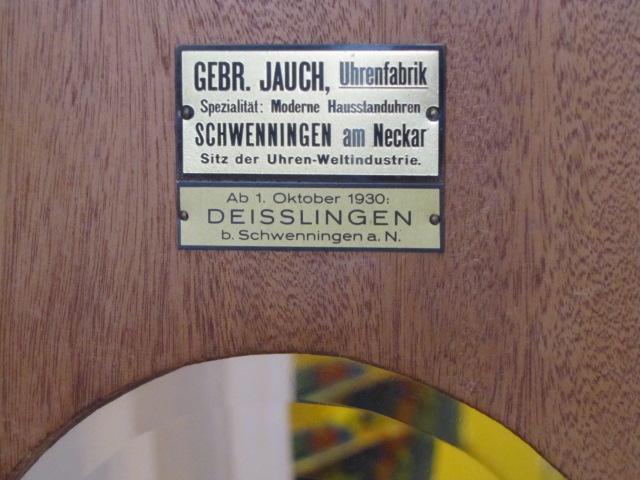 GEBR. JAUCH, Uhrenfabrik
Spezialität: Moderne Hausstanduhren
SCHWENNINGEN am Neckar
Sitz der Uhren-Weltindustrie.
Ab 1. Oktober 1930:
DEISSLINGEN
b. Schwenningen a. N.